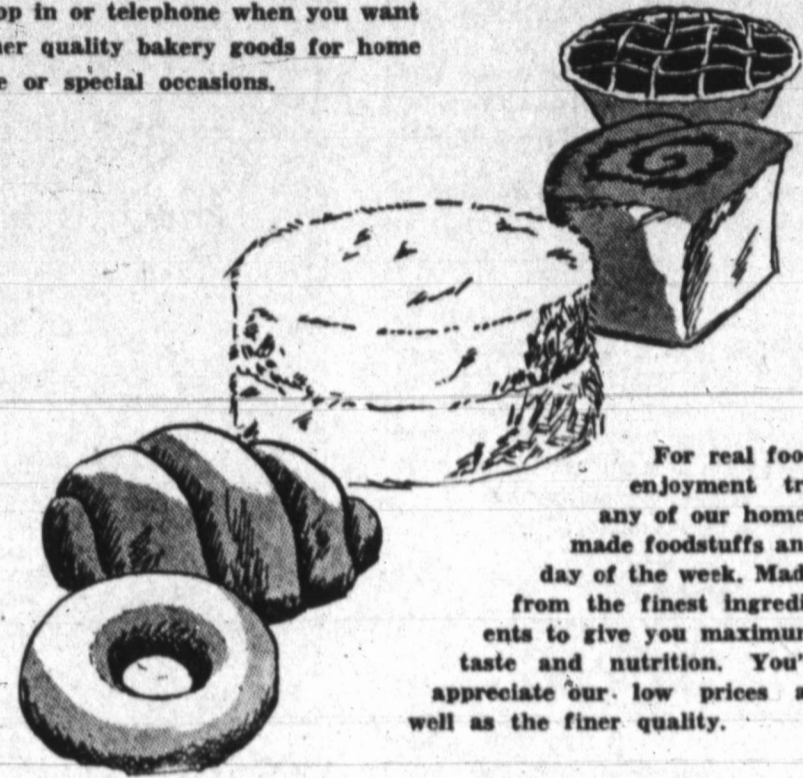 op in or telephone when you want
er quality bakery goods for home
e or special occasions.
For real foo
enjoyment tr
any of our home
made foodstuffs an
day of the week. Mad
from the finest ingredi
ents to give you maximu
taste and nutrition. You'
appreciate our low prices a
well as the finer quality.